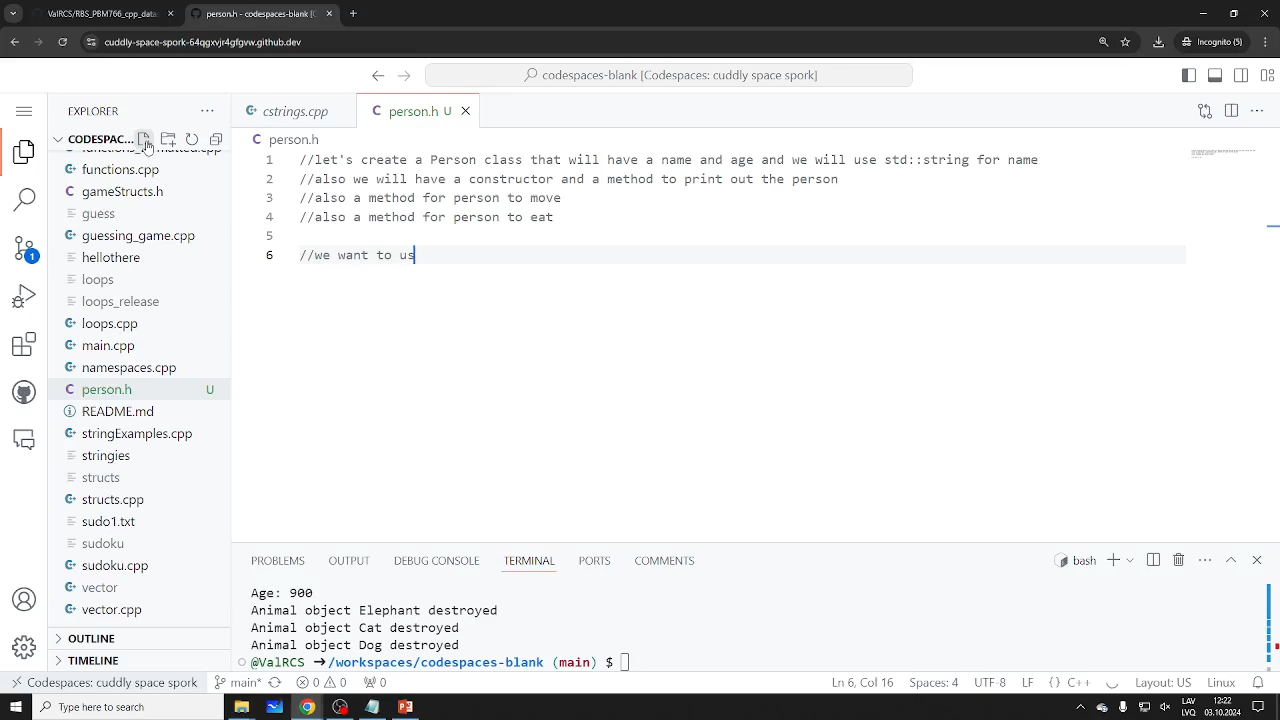 ValRCS/RBS_PBM766_cpp_data
person.h - codespaces-blank [C
cuddly-space-spork-64qgxvjr4gfgvw.github.dev
Incognito (5)
codespaces-blank [Codespaces: cuddly space spork]
EXPLORER
cstrings.cpp
person.h U
CODESPAC...
person.h
functions.cpp
gameStructs.h
guess
guessing_game.cpp
hellothere
loops
loops_release
loops.cpp
main.cpp
namespaces.cpp
person.h U
README.md
stringExamples.cpp
stringies
structs
structs.cpp
sudo1.txt
sudoku
sudoku.cpp
vector
vector.cpp
OUTLINE
TIMELINE
1 //let's create a Person class that will have a name and age and we will use std::string for name
2 //also we will have a constructor and a method to print out the person
3 //also a method for person to move
4 //also a method for person to eat
5
6 //we want to us
PROBLEMS OUTPUT DEBUG CONSOLE TERMINAL PORTS COMMENTS
bash
Age: 900
Animal object Elephant destroyed
Animal object Cat destroyed
Animal object Dog destroyed
@ValRCS ➜/workspaces/codespaces-blank (main) $
1
Codespaces: cuddly space spork main* 0 0 0 Ln 6, Col 16 Spaces: 4 UTF-8 LF {} C++ Layout: US Linux
Type here to search
LAV
12:22
03.10.2024